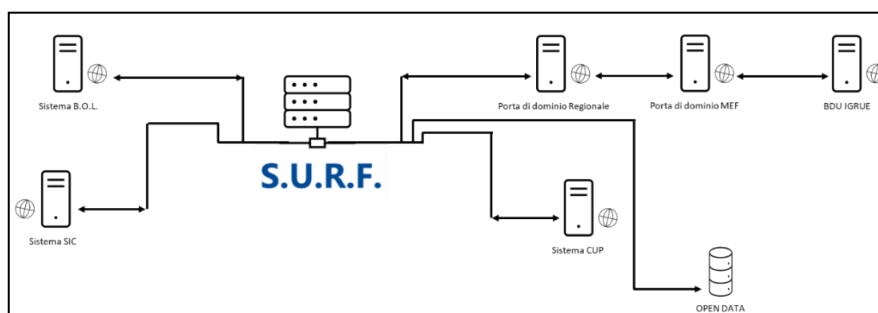 Sistema B.O.L.
Porta di dominio Regionale
Porta di dominio MEF
BDU IGRUE
S.U.R.F.
Sistema SIC
Sistema CUP
OPEN DATA